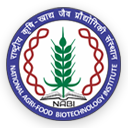 राष्ट्रीय कृषि-खाद्य जैव प्रौद्योगिकी संस्थान
NATIONAL AGRI-FOOD BIOTECHNOLOGY INSTITUTE
NABI